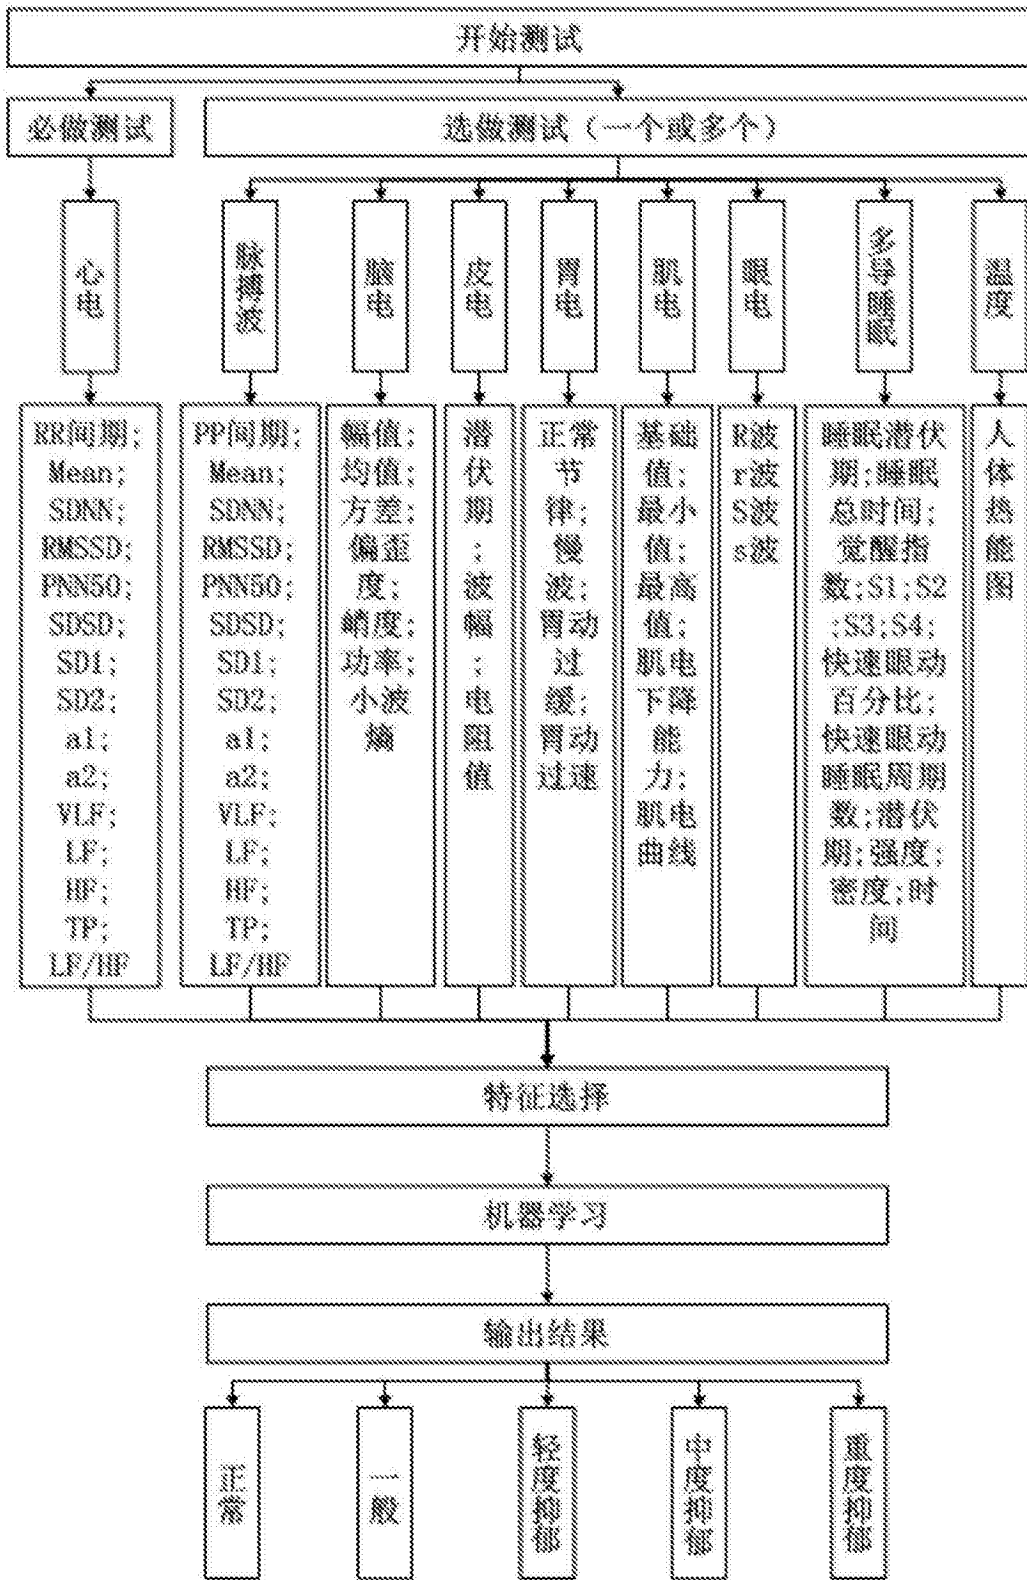 开始测试
必做测试
选做测试（一个或多个）
心电
脉搏波
脑电
皮电
胃电
肌电
眼电
多导睡眠
温度
RR间期;
Mean;
SDNN;
RMSSD;
PNN50;
SDSD;
SD1;
SD2;
a1;
a2;
VLF;
LF;
HF;
TP;
LF/HF
PP间期;
Mean;
SDNN;
RMSSD;
PNN50;
SDSD;
SD1;
SD2;
a1;
a2;
VLF;
LF;
HF;
TP;
LF/HF
幅值;
均值;
方差;
偏歪
度;
峭度;
功率;
小波
熵
潜
伏
期
;
波
幅
;
电
阻
值
正常
节
律;
慢
波;
胃动
过
缓;
胃动
过速
基础
值;
最小
值;
最高
值;
肌电
下降
能
力;
肌电
曲线
R波
r波
S波
s波
睡眠潜伏
期;睡眠
总时间;
觉醒指
数;S1;S2
;S3;S4;
快速眼动
百分比;
快速眼动
睡眠周期
数;潜伏
期;强度;
密度;时
间
人
体
热
能
图
特征选择
机器学习
输出结果
正常
一般
轻度抑郁
中度抑郁
重度抑郁